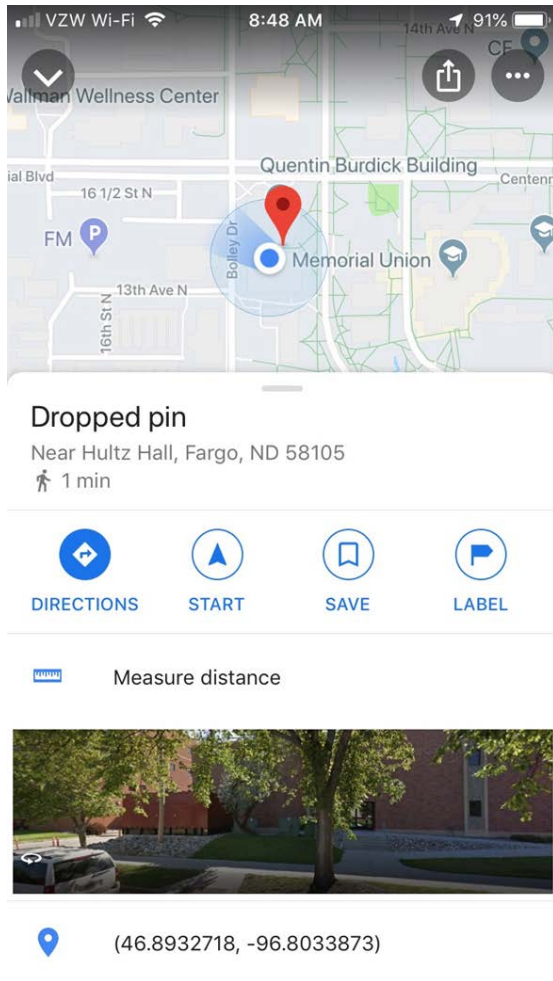 VZW Wi-Fi 8:48 AM 91%
14th Ave N
CF
Wallman Wellness Center
Quentin Burdick Building
ial Blvd
Centenn
16 1/2 St N
FM P
Bolley Dr
Memorial Union
13th Ave N
16th St N
Dropped pin
Near Hultz Hall, Fargo, ND 58105
1 min
DIRECTIONS START SAVE LABEL
Measure distance
(46.8932718, -96.8033873)